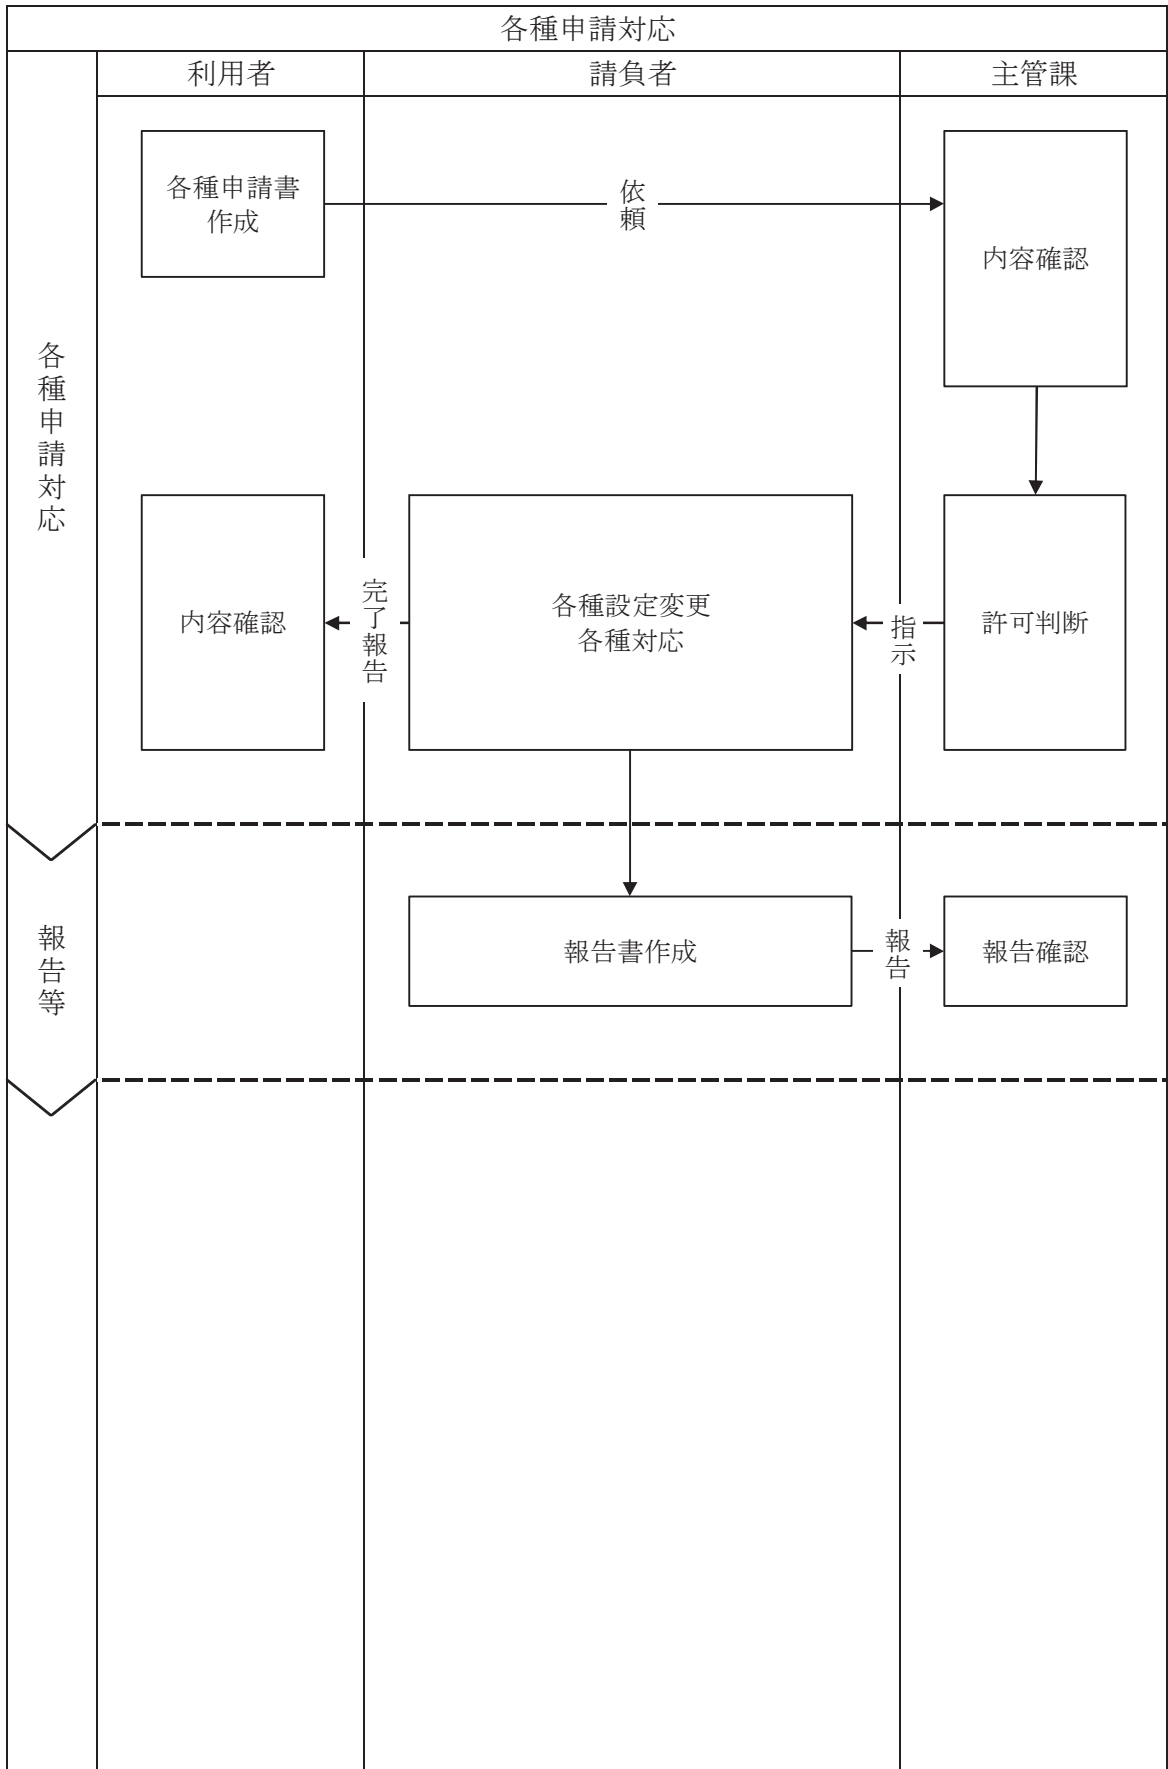 各種申請対応
利用者
請負者
主管課
各種申請対応
各種申請書
作成
依頼
内容確認
許可判断
指示
各種設定変更
各種対応
完了報告
内容確認
報告等
報告書作成
報告
報告確認